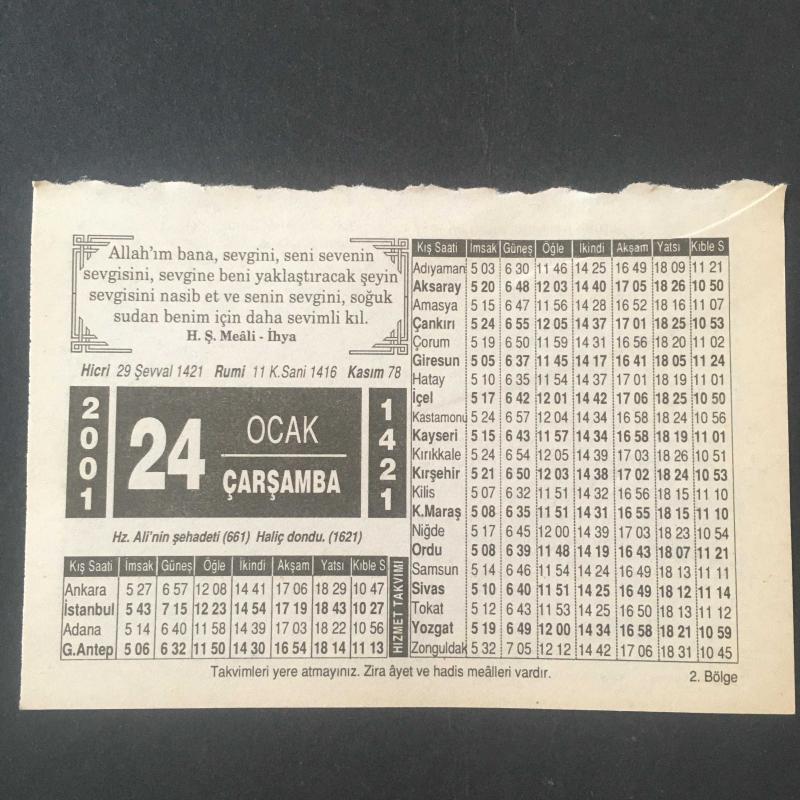 Allah'ım bana, sevgini, seni sevenin
sevgisini, sevgine beni yaklaştıracak şeyin
sevgisini nasib et ve senin sevgini, soğuk
sudan benim için daha sevimli kıl.
H. Ş. Meâli - İhya
Hicri 29 Şevval 1421 Rumi 11 K.Sani 1416 Kasım 78
2001
24
OCAK
ÇARŞAMBA
1421
Hz. Ali'nin şehadeti (661) Haliç dondu. (1621)
Kış Saati İmsak Güneş Öğle İkindi Akşam Yatsı Kıble S
Ankara 5 27 6 57 12 08 14 41 17 06 18 29 10 47
İstanbul 5 43 7 15 12 23 14 54 17 19 18 43 10 27
Adana 5 14 6 40 11 58 14 39 17 03 18 22 10 56
G.Antep 5 06 6 32 11 50 14 30 16 54 18 14 11 13
HİZMET TAKVİMİ
Kış Saati İmsak Güneş Öğle İkindi Akşam Yatsı Kıble S
Adıyaman 5 03 6 30 11 46 14 25 16 49 18 09 11 21
Aksaray 5 20 6 48 12 03 14 40 17 05 18 26 10 50
Amasya 5 15 6 47 11 56 14 28 16 52 18 16 11 07
Çankırı 5 24 6 55 12 05 14 37 17 01 18 25 10 53
Çorum 5 19 6 50 11 59 14 31 16 56 18 20 11 02
Giresun 5 05 6 37 11 45 14 17 16 41 18 05 11 24
Hatay 5 10 6 35 11 54 14 37 17 01 18 19 11 01
İçel 5 17 6 42 12 01 14 42 17 06 18 25 10 50
Kastamonu 5 24 6 57 12 04 14 34 16 58 18 24 10 56
Kayseri 5 15 6 43 11 57 14 34 16 58 18 19 11 01
Kırıkkale 5 24 6 54 12 05 14 39 17 03 18 26 10 51
Kırşehir 5 21 6 50 12 03 14 38 17 02 18 24 10 53
Kilis 5 07 6 32 11 51 14 32 16 56 18 15 11 10
K.Maraş 5 08 6 35 11 51 14 31 16 55 18 15 11 10
Niğde 5 17 6 45 12 00 14 39 17 03 18 23 10 54
Ordu 5 08 6 39 11 48 14 19 16 43 18 07 11 21
Samsun 5 14 6 46 11 54 14 24 16 49 18 13 11 11
Sivas 5 10 6 40 11 51 14 25 16 49 18 12 11 14
Tokat 5 12 6 43 11 53 14 25 16 50 18 13 11 12
Yozgat 5 19 6 49 12 00 14 34 16 58 18 21 10 59
Zonguldak 5 32 7 05 12 12 14 42 17 06 18 31 10 45
Takvimleri yere atmayınız. Zira âyet ve hadis meâlleri vardır.
2. Bölge